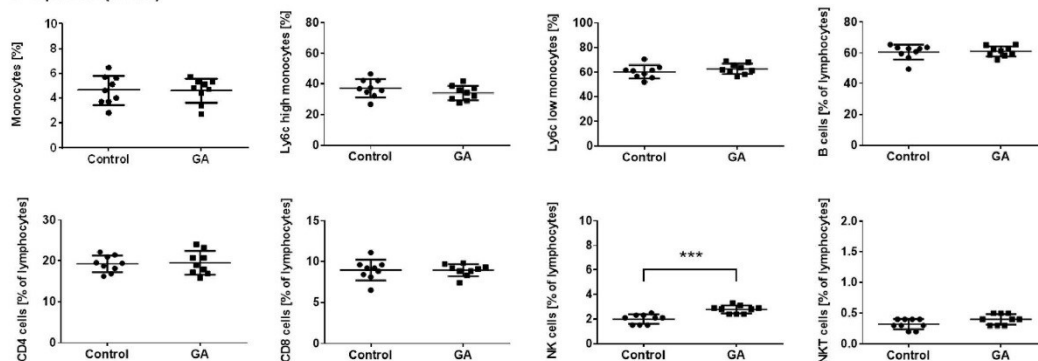 Monocytes [%]
10
8
6
4
2
0
Control GA
Ly6c high monocytes [%]
80
60
40
20
0
Control GA
Ly6c low monocytes [%]
100
80
60
40
20
0
Control GA
B cells [% of lymphocytes]
80
60
40
20
0
Control GA
CD4 cells [% of lymphocytes]
30
20
10
0
Control GA
CD8 cells [% of lymphocytes]
15
10
5
0
Control GA
NK cells [% of lymphocytes]
10
8
6
4
2
0
***
Control GA
NKT cells [% of lymphocytes]
2.0
1.5
1.0
0.5
0.0
Control GA